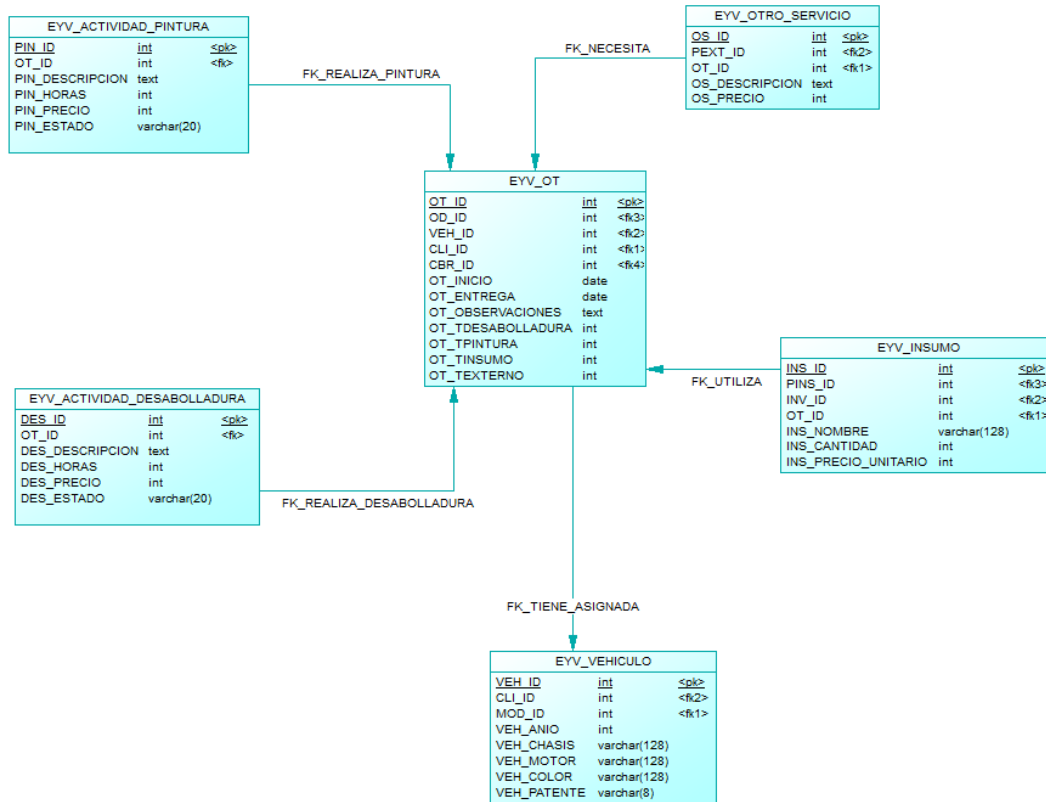 EYV_ACTIVIDAD_PINTURA
PIN_ID int <pk>
OT_ID int <fk>
PIN_DESCRIPCION text
PIN_HORAS int
PIN_PRECIO int
PIN_ESTADO varchar(20)
EYV_OTRO_SERVICIO
OS_ID int <pk>
PEXT_ID int <fk2>
OT_ID int <fk1>
OS_DESCRIPCION text
OS_PRECIO int
FK_NECESITA
FK_REALIZA_PINTURA
EYV_OT
OT_ID int <pk>
OD_ID int <fk3>
VEH_ID int <fk2>
CLI_ID int <fk1>
CBR_ID int <fk4>
OT_INICIO date
OT_ENTREGA date
OT_OBSERVACIONES text
OT_TDESABOLLADURA int
OT_TPINTURA int
OT_TINSUMO int
OT_TEXTERNO int
EYV_INSUMO
INS_ID int <pk>
PINS_ID int <fk3>
INV_ID int <fk2>
OT_ID int <fk1>
INS_NOMBRE varchar(128)
INS_CANTIDAD int
INS_PRECIO_UNITARIO int
FK_UTILIZA
EYV_ACTIVIDAD_DESABOLLADURA
DES_ID int <pk>
OT_ID int <fk>
DES_DESCRIPCION text
DES_HORAS int
DES_PRECIO int
DES_ESTADO varchar(20)
FK_REALIZA_DESABOLLADURA
FK_TIENE_ASIGNADA
EYV_VEHICULO
VEH_ID int <pk>
CLI_ID int <fk2>
MOD_ID int <fk1>
VEH_ANIO int
VEH_CHASIS varchar(128)
VEH_MOTOR varchar(128)
VEH_COLOR varchar(128)
VEH_PATENTE varchar(8)